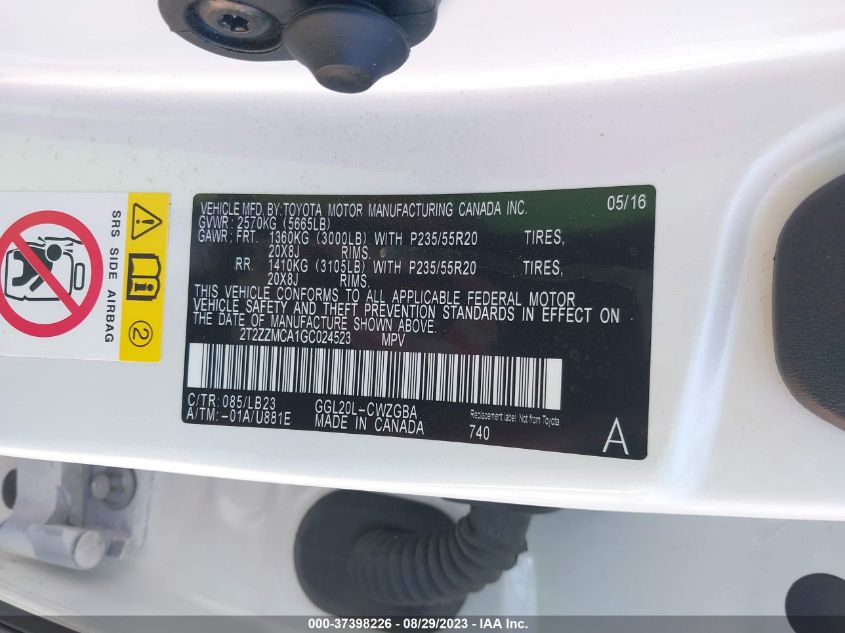 VEHICLE MFD. BY: TOYOTA MOTOR MANUFACTURING CANADA INC. 05/16
GVWR: 2570KG (5665LB)
GAWR: FRT. 1360KG (3000LB) WITH P235/55R20 TIRES,
20X8J RIMS.
RR. 1410KG (3105LB) WITH P235/55R20 TIRES,
20X8J RIMS.
THIS VEHICLE CONFORMS TO ALL APPLICABLE FEDERAL MOTOR
VEHICLE SAFETY AND THEFT PREVENTION STANDARDS IN EFFECT ON
THE DATE OF MANUFACTURE SHOWN ABOVE.
2T2ZZMCA1GC024523 MPV
C/TR: 085/LB23 GGL20L-CWZGBA Replacement label. Not from Toyota
A/TM: -01A/U881E MADE IN CANADA 740 A
SRS SIDE AIRBAG
2
000-37398226 - 08/29/2023 - IAA Inc.